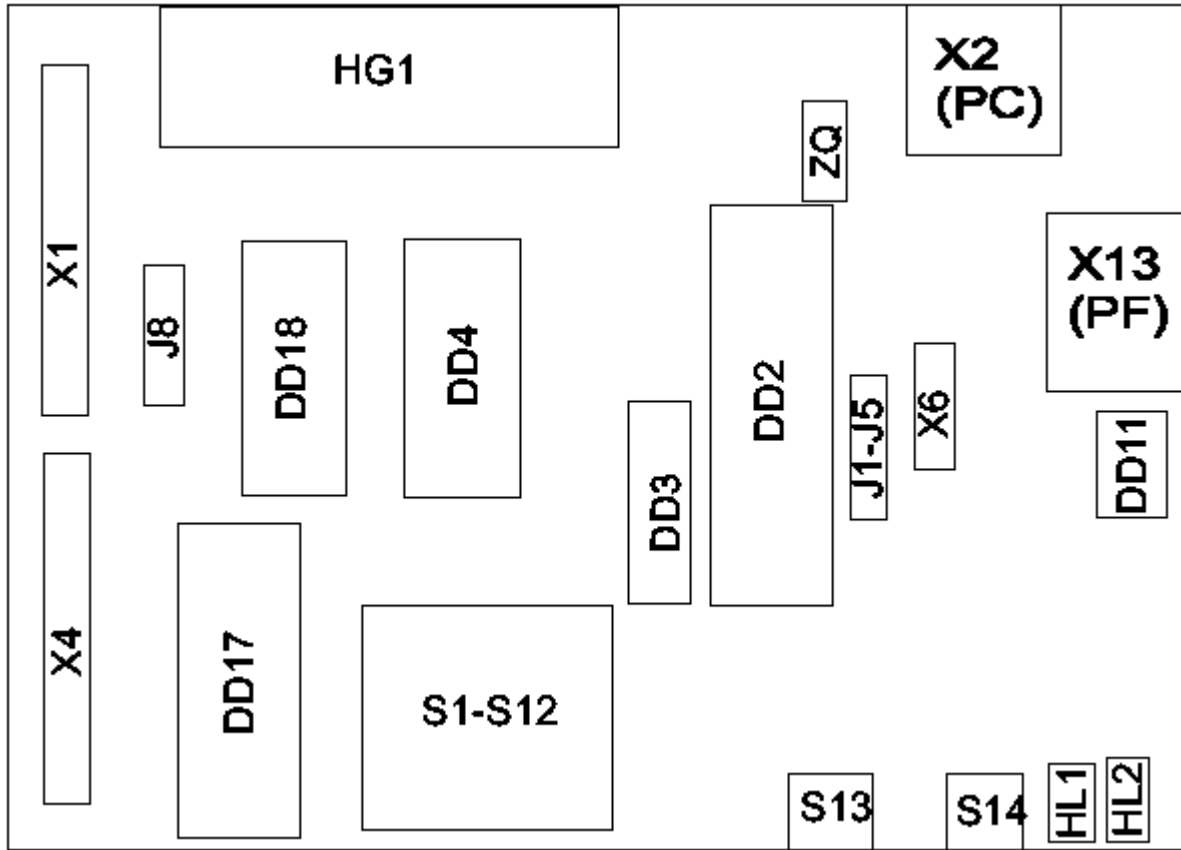 HG1
X2
(PC)
ZQ
X1
X13
(PF)
J8
DD18
DD4
DD2
J1-J5
X6
DD11
DD3
X4
DD17
S1-S12
S13
S14
HL1
HL2